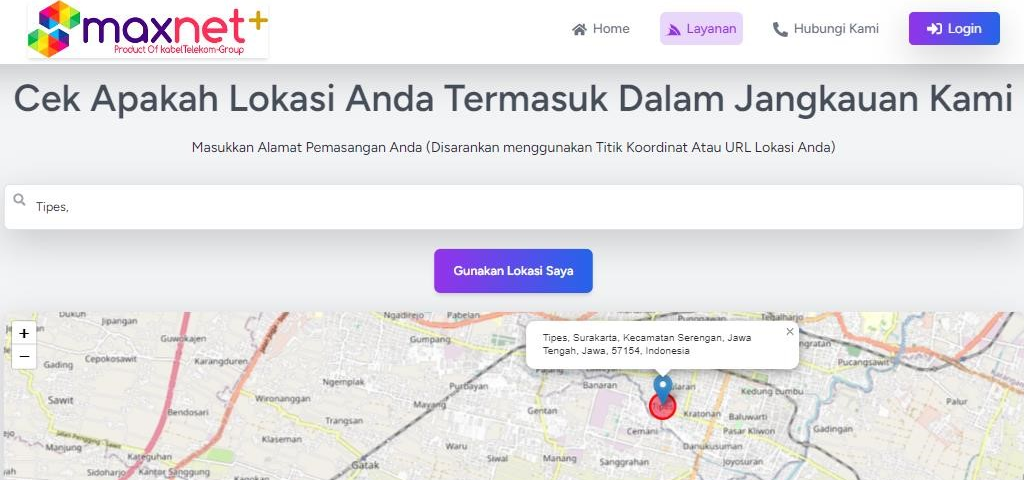 maxnet+
Product Of kabelTelekom-Group
Home
Layanan
Hubungi Kami
Login
Cek Apakah Lokasi Anda Termasuk Dalam Jangkauan Kami
Masukkan Alamat Pemasangan Anda (Disarankan menggunakan Titik Koordinat Atau URL Lokasi Anda)
Tipes,
Gunakan Lokasi Saya
+
−
Tipes, Surakarta, Kecamatan Serengan, Jawa
Tengah, Jawa, 57154, Indonesia
×
Dukuh
Jipangan
Ngadirejo
Pabelan
Guwokajen
Gumpang
Cepokosawit
Karangduren
Gading
Pucangsawit
Ngemplak
Purbayan
Banaran
Kedung Lumbu
Sawit
Wironanggan
Mayang
Palur
Bendosari
Gentan
Tipes
Kratonan
Baluwarti
Trangsan
Cemani
Pasar Kliwon
Gadingan
Manjung
Klaseman
Waru
Danukusuman
Kateguhan
Siwal
Manang
Sanggrahan
Joyosuran
Sidoharjo
Kantor Sanggung
Gatak